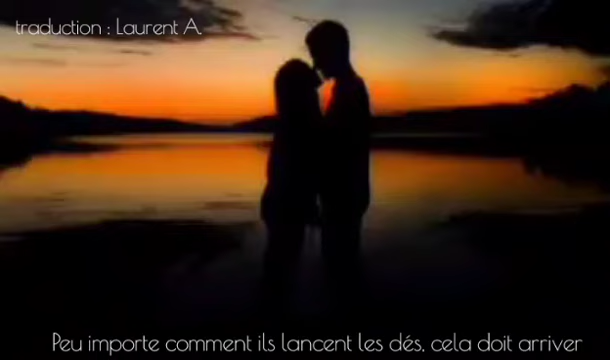 traduction : Laurent A.
Peu importe comment ils lancent les dés, cela doit arriver